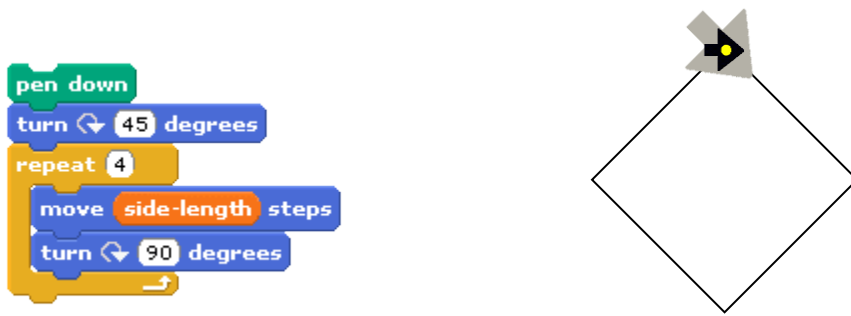 pen down
turn 45 degrees
repeat 4
move side-length steps
turn 90 degrees